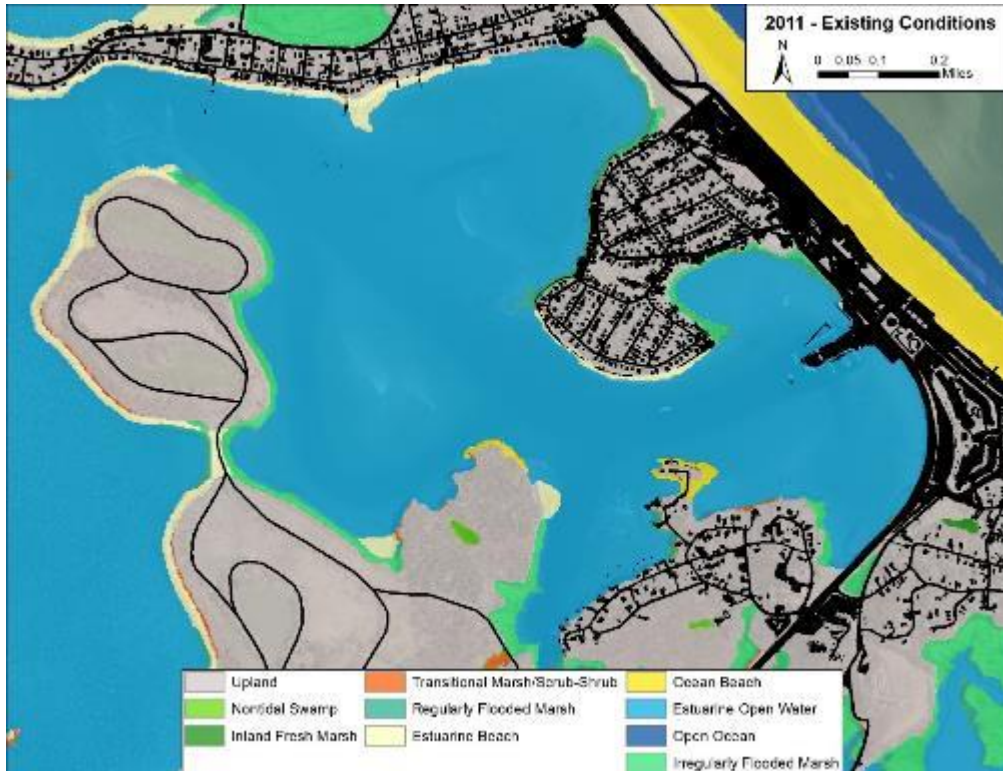 2011 - Existing Conditions
N
0 0.05 0.1 0.2
Miles
Upland
Nontidal Swamp
Inland Fresh Marsh
Transitional Marsh/Scrub-Shrub
Regularly Flooded Marsh
Estuarine Beach
Ocean Beach
Estuarine Open Water
Open Ocean
Irregularly Flooded Marsh